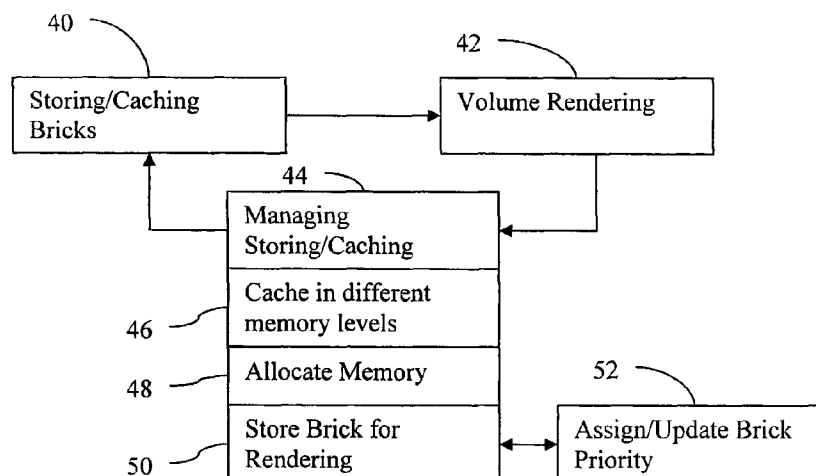 40
42
Storing/Caching
Bricks
Volume Rendering
44
Managing
Storing/Caching
Cache in different
memory levels
46
Allocate Memory
48
52
Store Brick for
Rendering
50
Assign/Update Brick
Priority